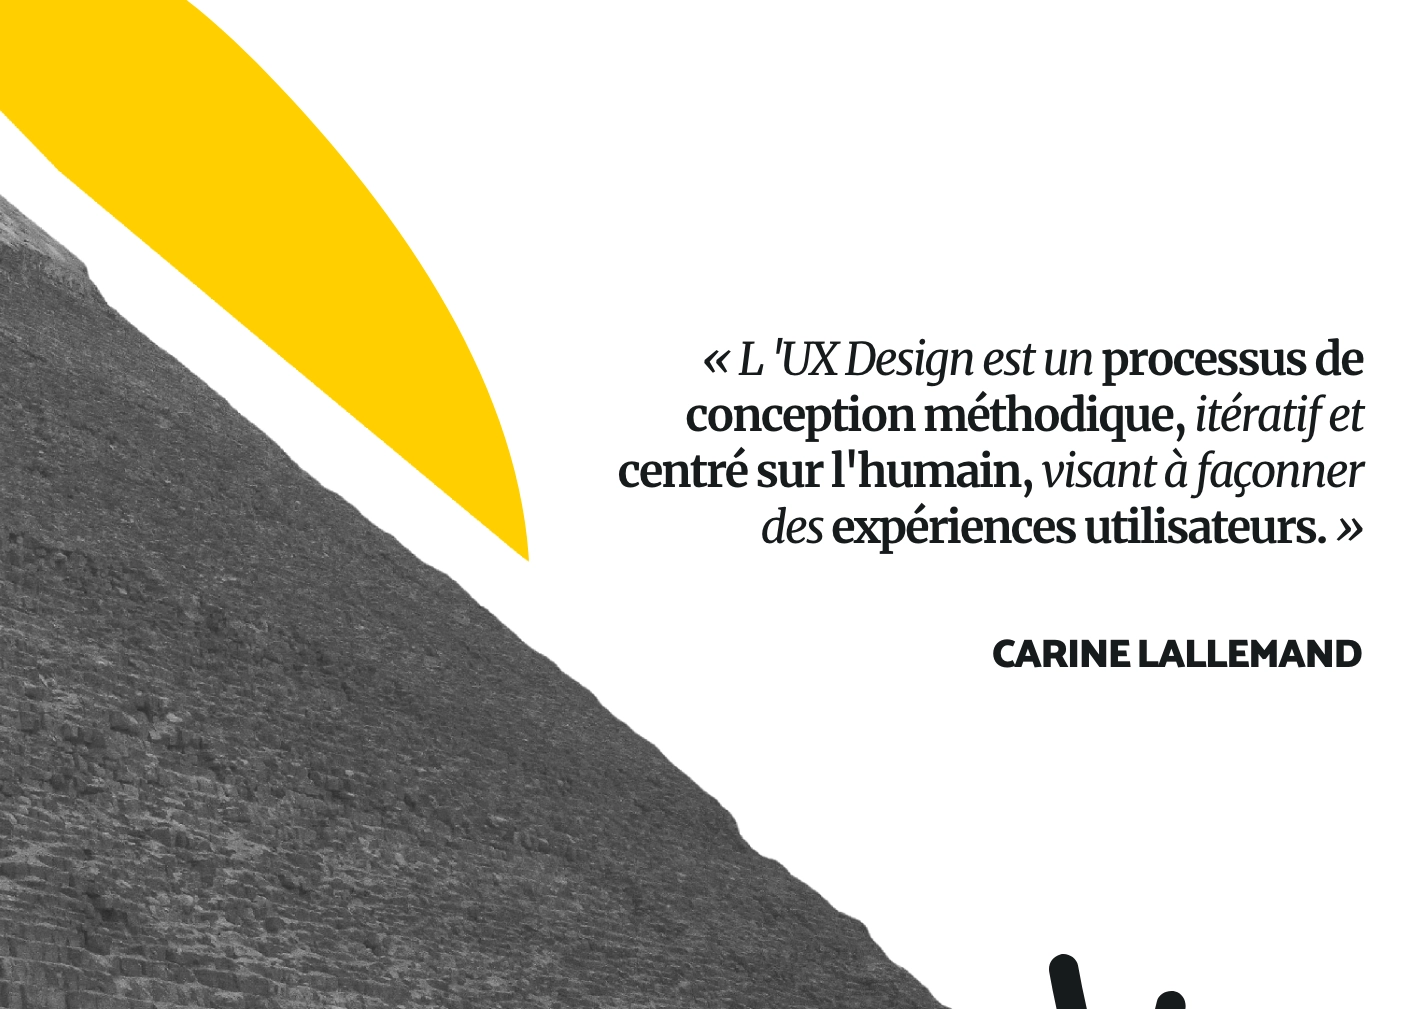 « L 'UX Design est un processus de
conception méthodique, itératif et
centré sur l'humain, visant à façonner
des expériences utilisateurs. »
CARINE LALLEMAND